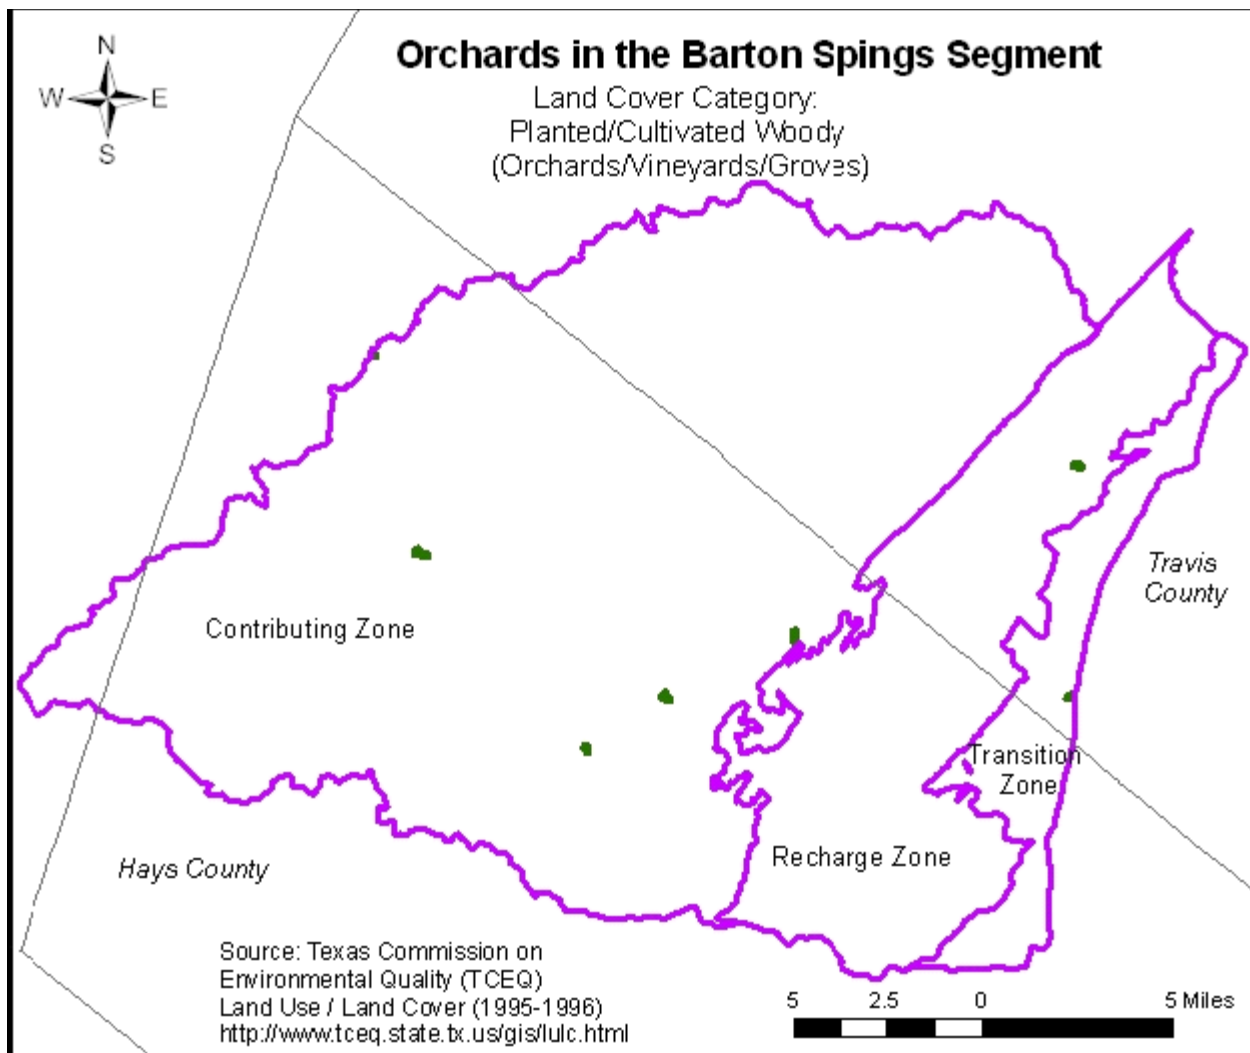 N
W E
S
Orchards in the Barton Spings Segment
Land Cover Category:
Planted/Cultivated Woody
(Orchards/Vineyards/Groves)
Travis
County
Contributing Zone
Transition
Zone
Recharge Zone
Hays County
Source: Texas Commission on
Environmental Quality (TCEQ)
Land Use / Land Cover (1995-1996)
http://www.tceq.state.tx.us/gis/lulc.html
5 2.5 0 5 Miles